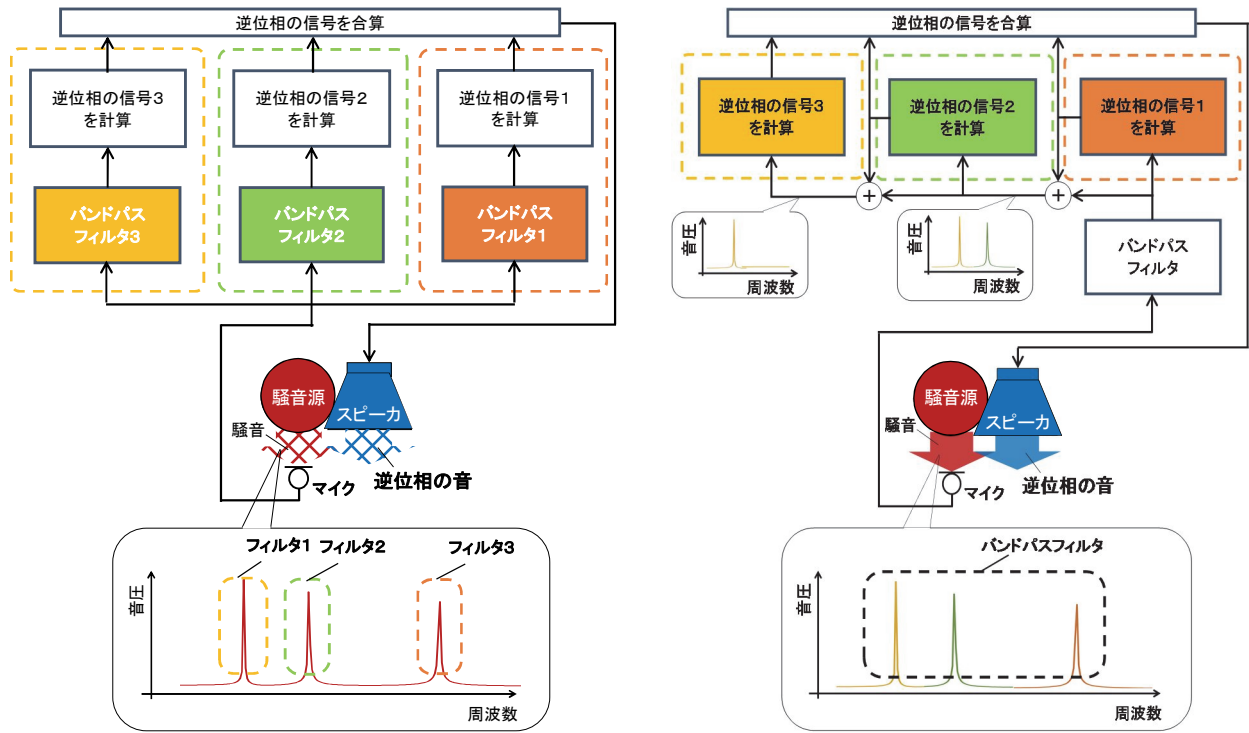 逆位相の信号を合算
逆位相の信号3
を計算
逆位相の信号2
を計算
逆位相の信号1
を計算
バンドパス
フィルタ3
バンドパス
フィルタ2
バンドパス
フィルタ1
騒音源
スピーカ
騒音
マイク
逆位相の音
フィルタ1
フィルタ2
フィルタ3
音圧
周波数
逆位相の信号を合算
逆位相の信号3
を計算
逆位相の信号2
を計算
逆位相の信号1
を計算
+
+
音圧
周波数
音圧
周波数
バンドパス
フィルタ
騒音源
スピーカ
騒音
マイク
逆位相の音
バンドパスフィルタ
音圧
周波数